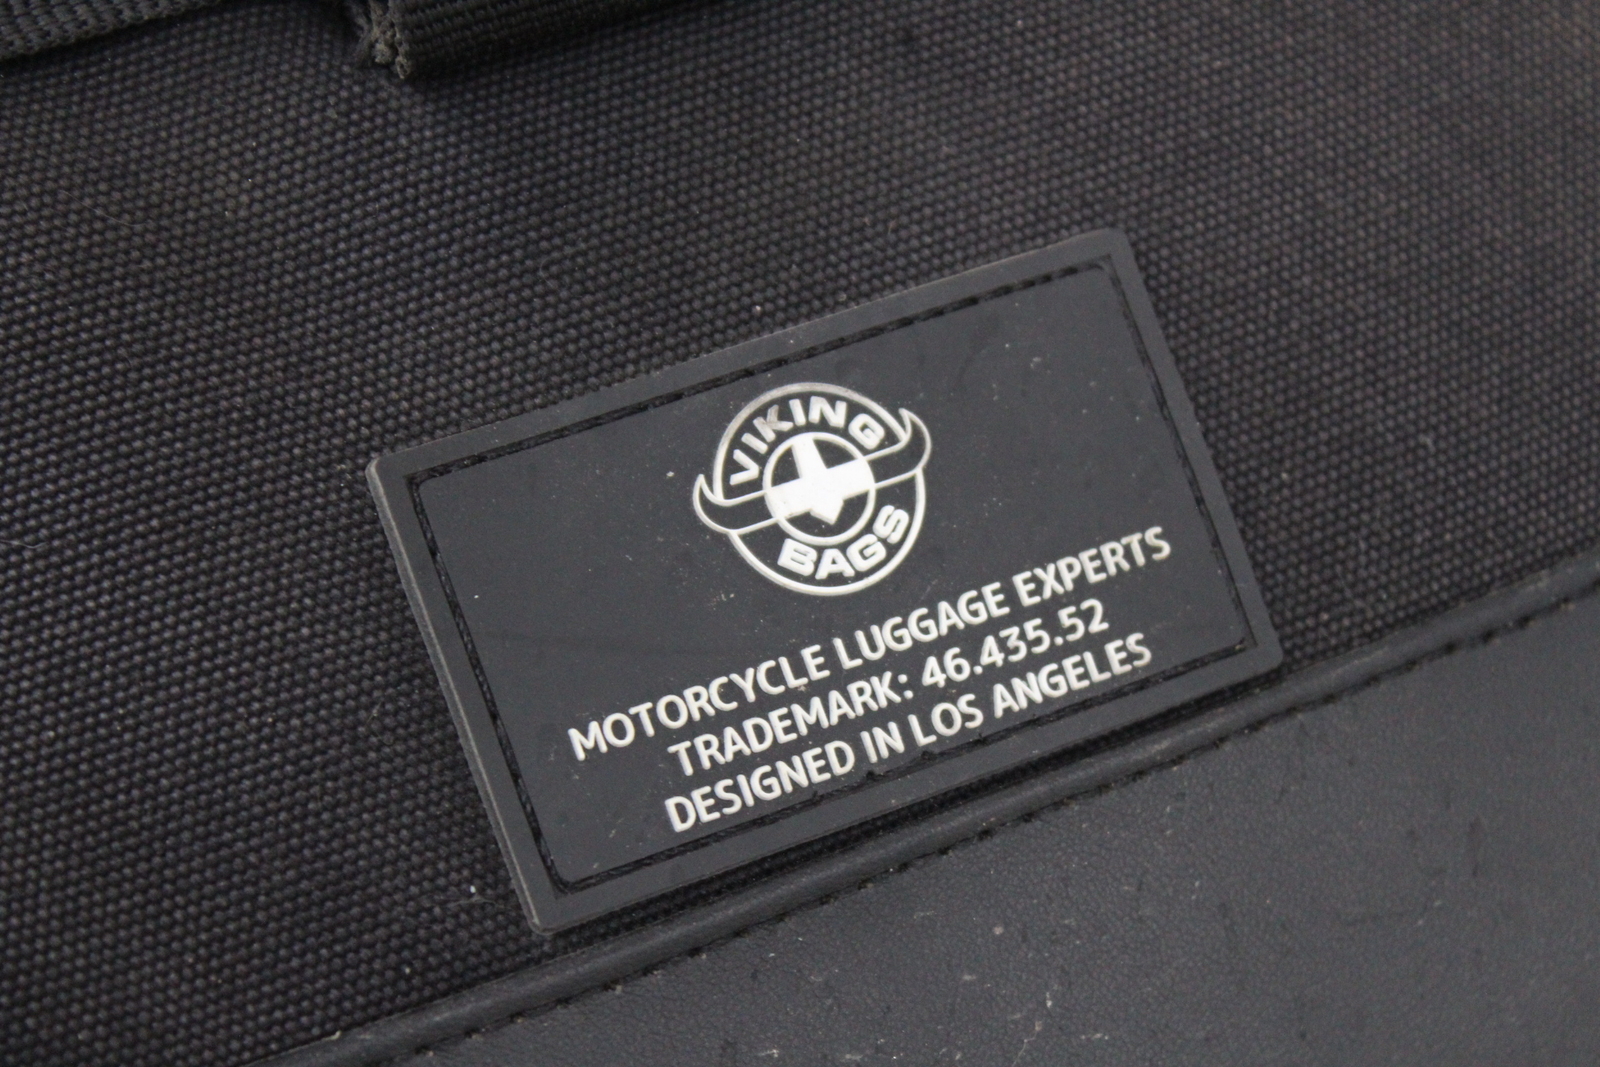 VIKING
BAGS
MOTORCYCLE LUGGAGE EXPERTS
TRADEMARK: 46.435.52
DESIGNED IN LOS ANGELES